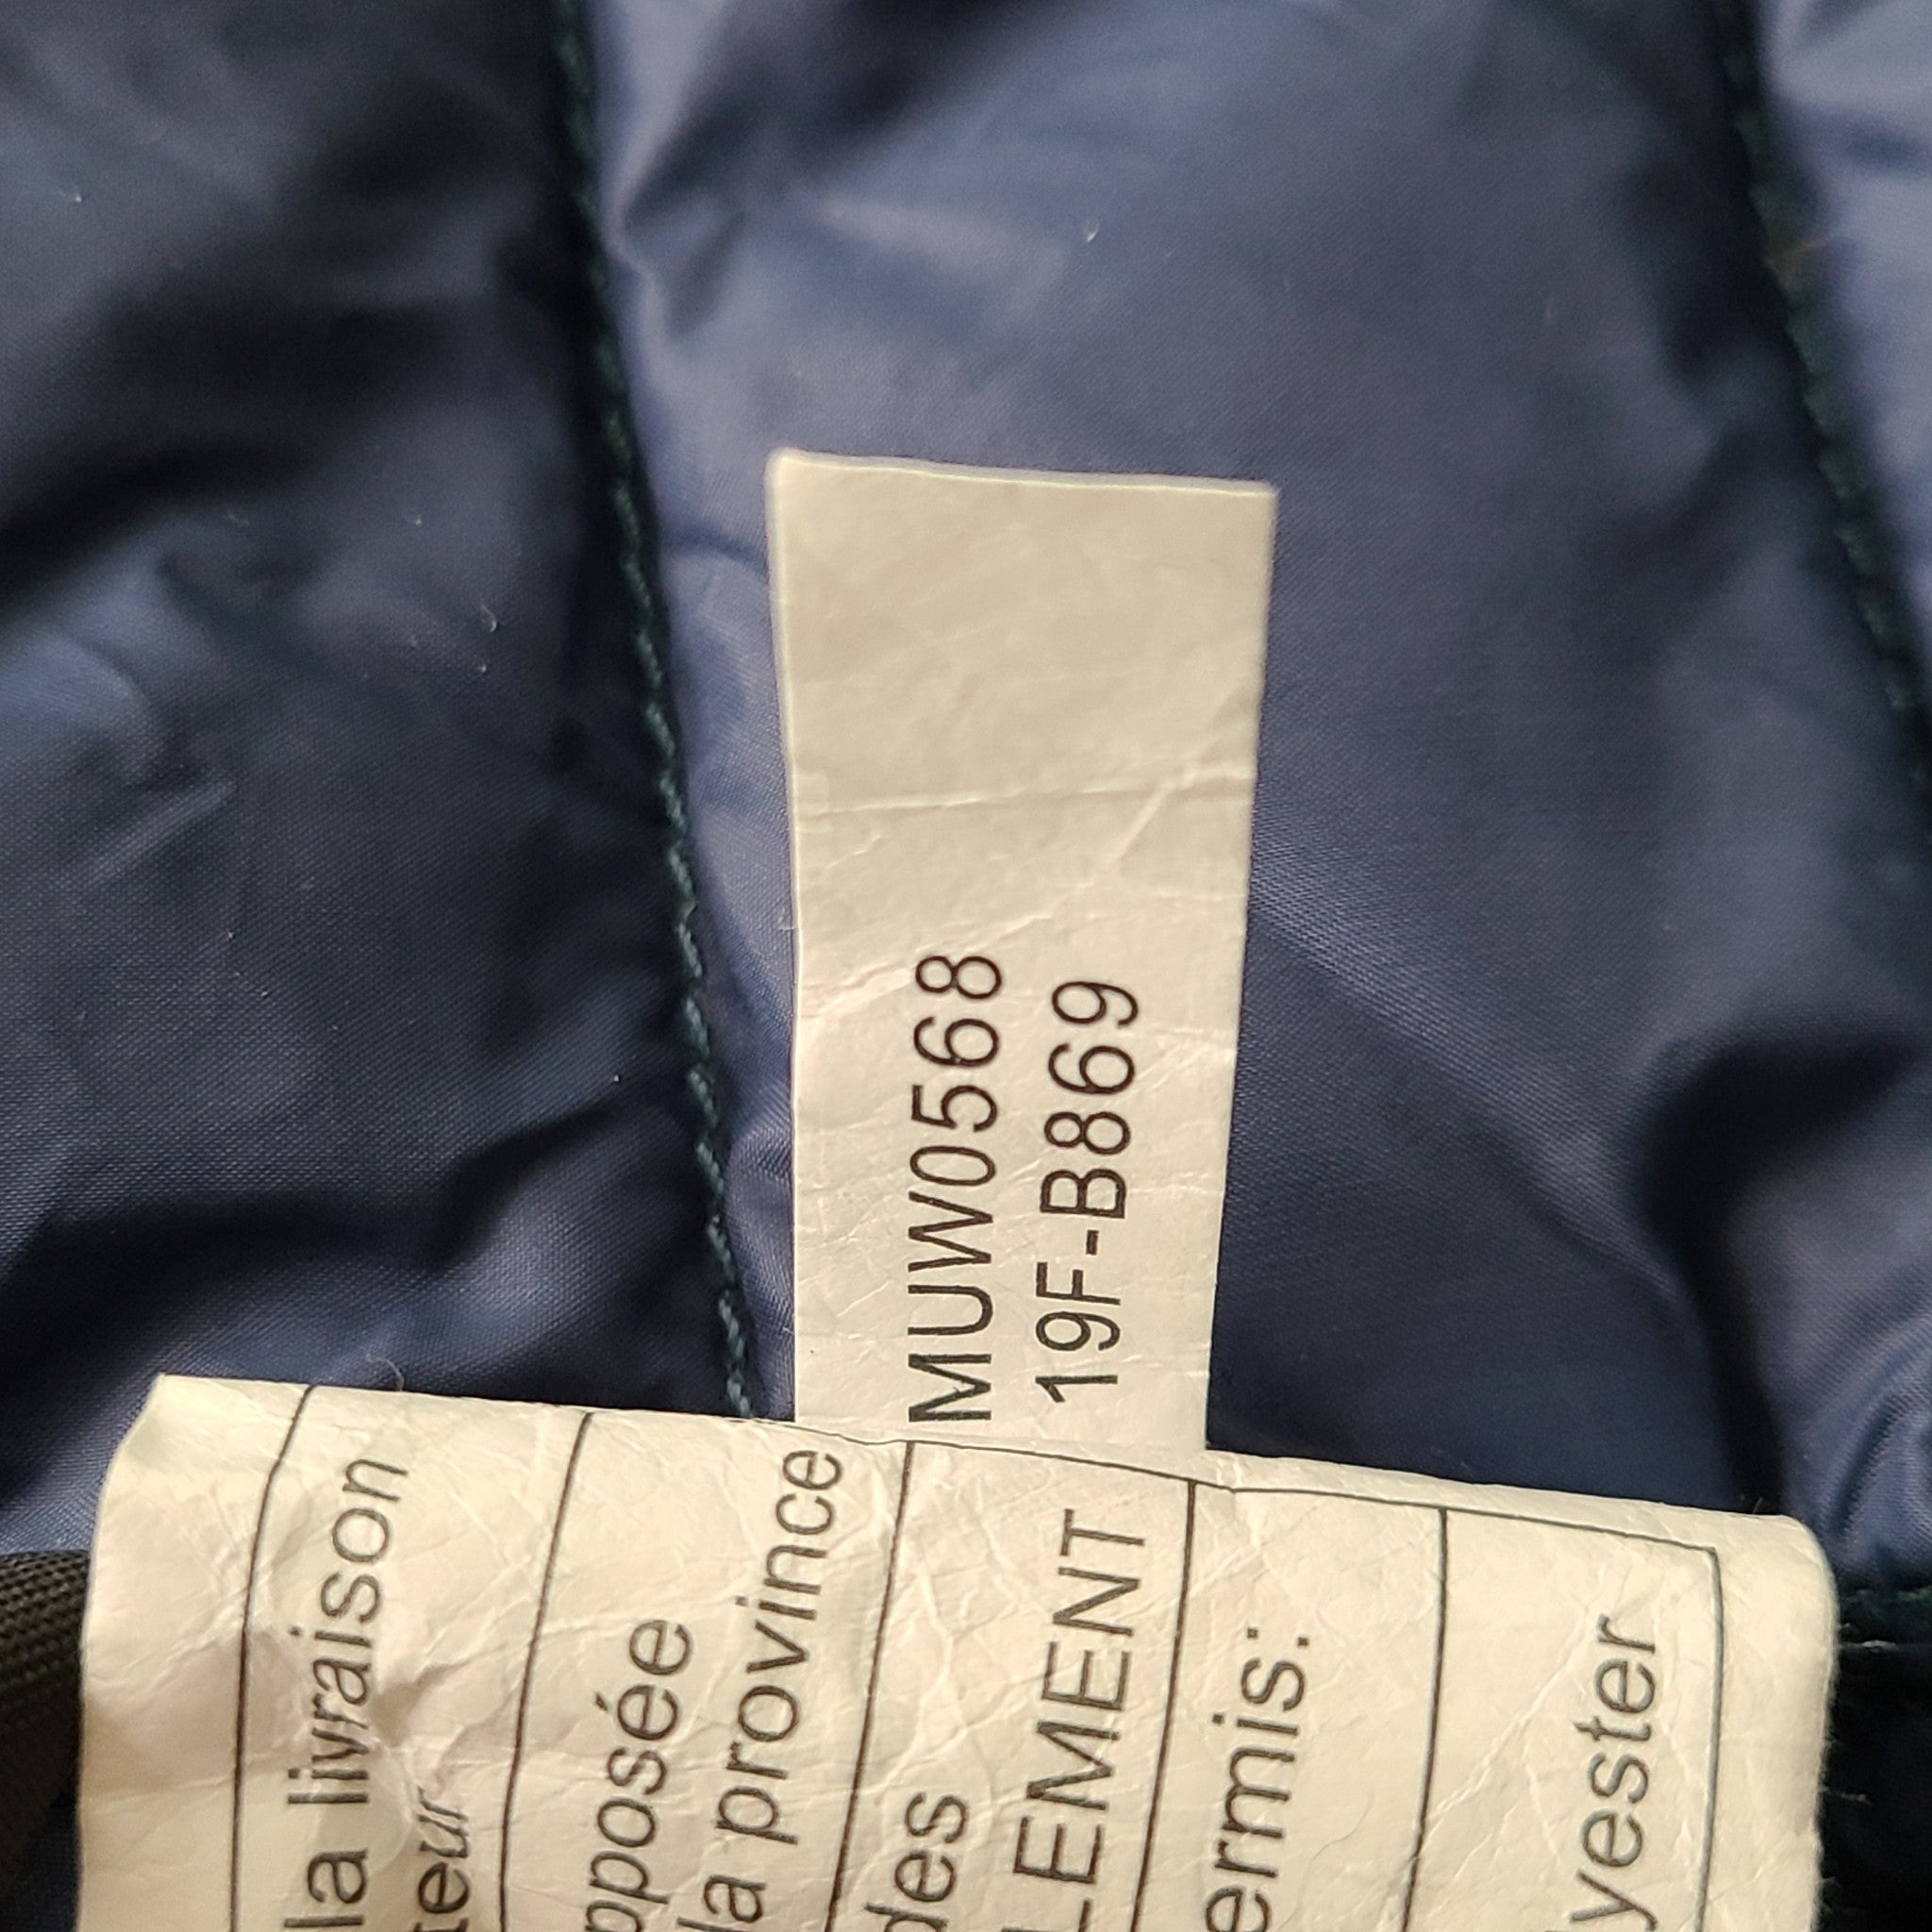 MUW0568
19F-B869
la livraison
teur
pposée
la province
des
LEMENT
ermis:
yester